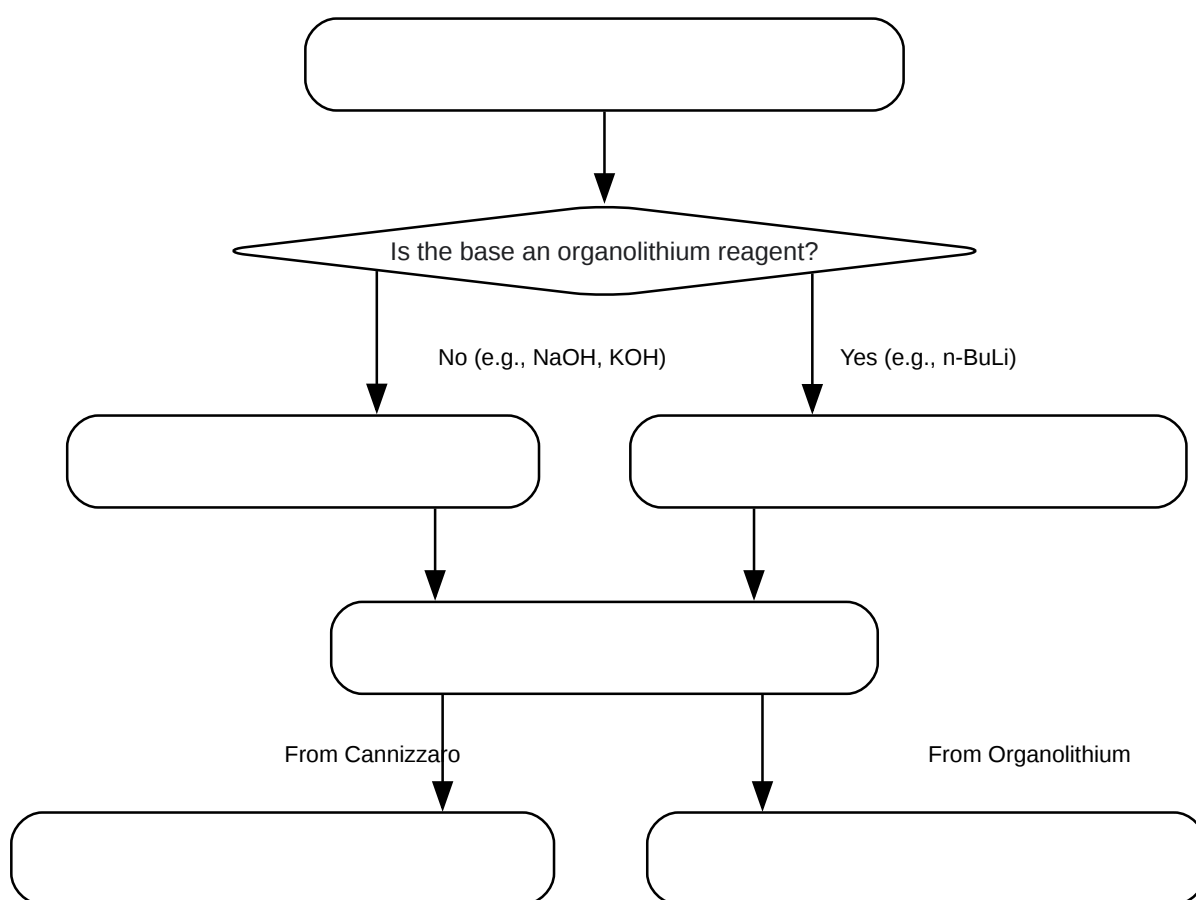 Is the base an organolithium reagent?
No (e.g., NaOH, KOH)
Yes (e.g., n-BuLi)
From Cannizzaro
From Organolithium